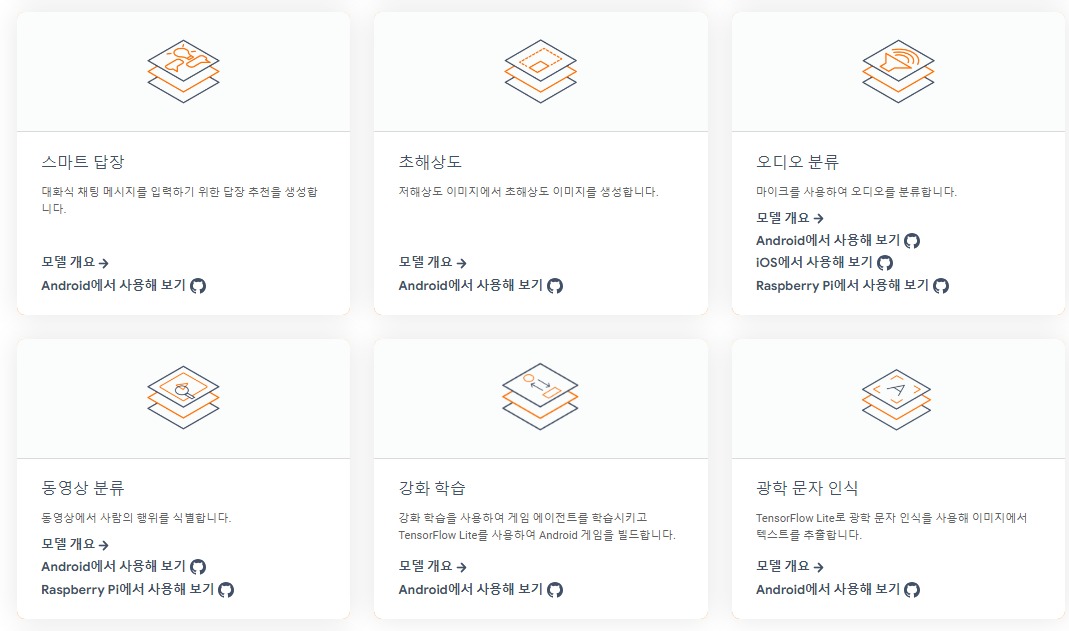 스마트 답장
대화식 채팅 메시지를 입력하기 위한 답장 추천을 생성합
니다.
모델 개요 →
Android에서 사용해 보기
초해상도
저해상도 이미지에서 초해상도 이미지를 생성합니다.
모델 개요 →
Android에서 사용해 보기
오디오 분류
마이크를 사용하여 오디오를 분류합니다.
모델 개요 →
Android에서 사용해 보기
iOS에서 사용해 보기
Raspberry Pi에서 사용해 보기
동영상 분류
동영상에서 사람의 행위를 식별합니다.
모델 개요 →
Android에서 사용해 보기
Raspberry Pi에서 사용해 보기
강화 학습
강화 학습을 사용하여 게임 에이전트를 학습시키고
TensorFlow Lite를 사용하여 Android 게임을 빌드합니다.
모델 개요 →
Android에서 사용해 보기
광학 문자 인식
TensorFlow Lite로 광학 문자 인식을 사용해 이미지에서
텍스트를 추출합니다.
모델 개요 →
Android에서 사용해 보기